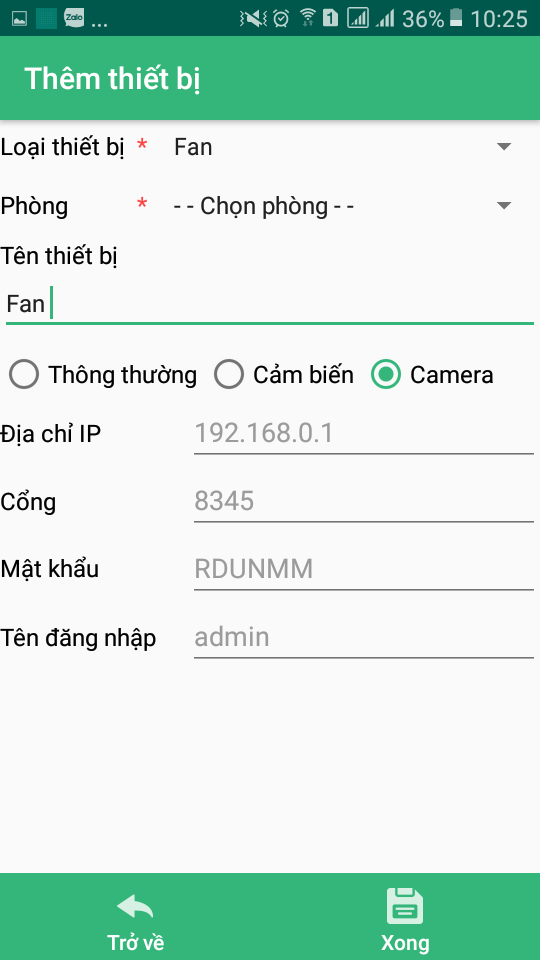 Zalo ... 1 36% 10:25
Thêm thiết bị
Loại thiết bị * Fan
Phòng * - - Chọn phòng - -
Tên thiết bị
Fan
Thông thường Cảm biến Camera
Địa chỉ IP 192.168.0.1
Cổng 8345
Mật khẩu RDUNMM
Tên đăng nhập admin
Trở về Xong